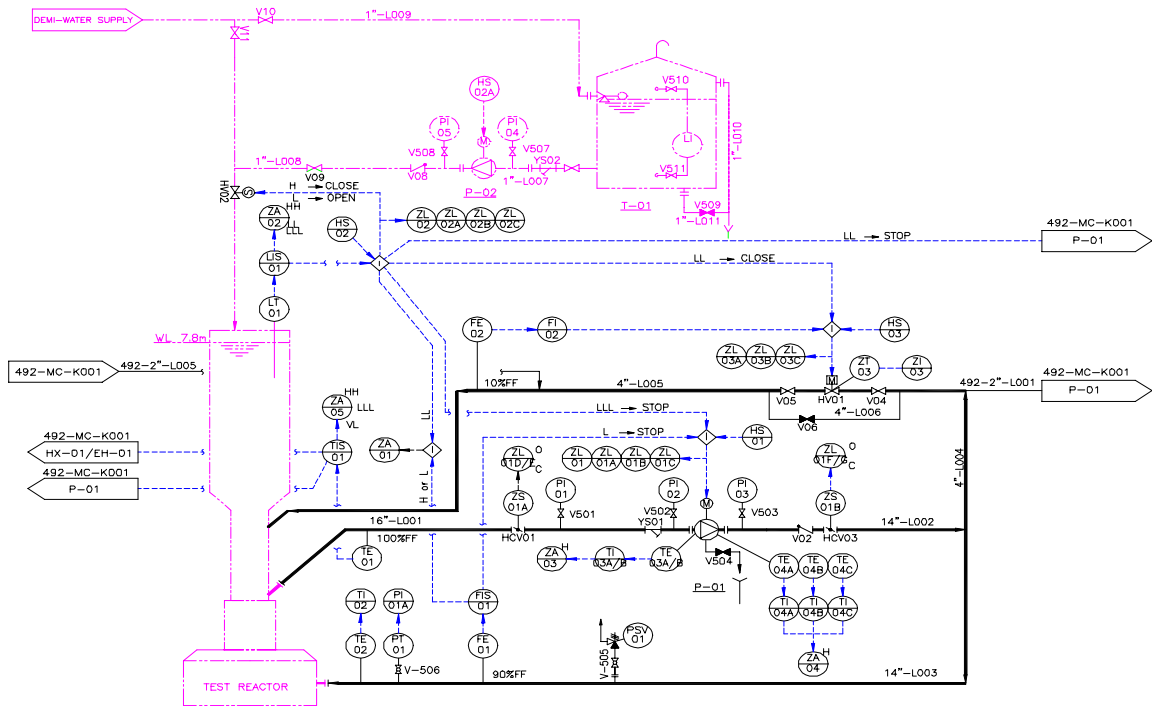 DEMI-WATER SUPPLY
V10
1"-L009
V11
HS
02A
V510
PI
05
PI
04
LI
1"-L010
V508
V507
YS02
M
1"-L008
V09
V08
1"-L007
V511
P-02
T-01
V509
1"-L011
HV02
S
H → CLOSE
L → OPEN
ZA
02
HH
LL
LLL
HS
02
ZL
02
ZL
02A
ZL
02B
ZL
02C
492-MC-K001
LL → STOP
P-01
LIS
01
I
LL → CLOSE
LT
01
FE
02
FI
02
I
HS
03
WL 7.8m
ZL
03A
ZL
03B
ZL
03C
ZT
03
ZI
03
492-MC-K001
492-2"-L005
M
10%FF
4"-L005
V05
HV01
V04
492-2"-L001
492-MC-K001
P-01
4"-L006
V06
ZA
05
HH
LLL
VL
LL
LLL → STOP
492-MC-K001
HX-01/EH-01
TIS
01
ZA
01
I
L → STOP
I
HS
01
ZL
01D/E
O
C
ZL
01
ZL
01A
ZL
01B
ZL
01C
ZL
01F/G
O
C
492-MC-K001
P-01
H or L
4"-L004
ZS
01A
PI
01
PI
02
PI
03
ZS
01B
M
V501
V502
V503
16"-L001
100%FF
HCV01
YS01
V02
HCV03
14"-L002
TE
01
ZA
03
H
TI
03A/B
TE
03A/B
V504
TE
04A
TE
04B
TE
04C
P-01
TI
02
PI
01A
FIS
01
TI
04A
TI
04B
TI
04C
TE
02
PT
01
FE
01
PSV
01
V-506
V-505
ZA
04
H
90%FF
14"-L003
TEST REACTOR